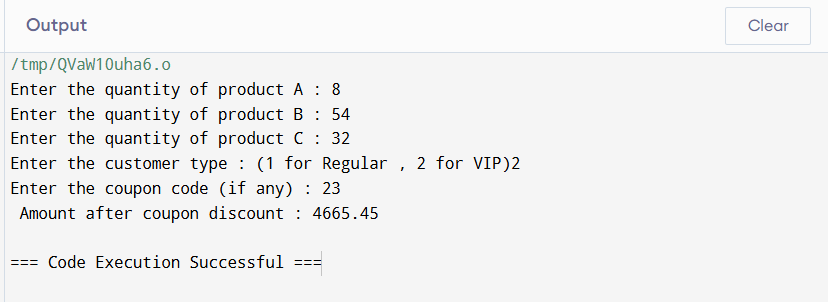 Output
Clear
/tmp/QVaW10uha6.o
Enter the quantity of product A : 8
Enter the quantity of product B : 54
Enter the quantity of product C : 32
Enter the customer type : (1 for Regular , 2 for VIP)2
Enter the coupon code (if any) : 23
Amount after coupon discount : 4665.45
=== Code Execution Successful ===